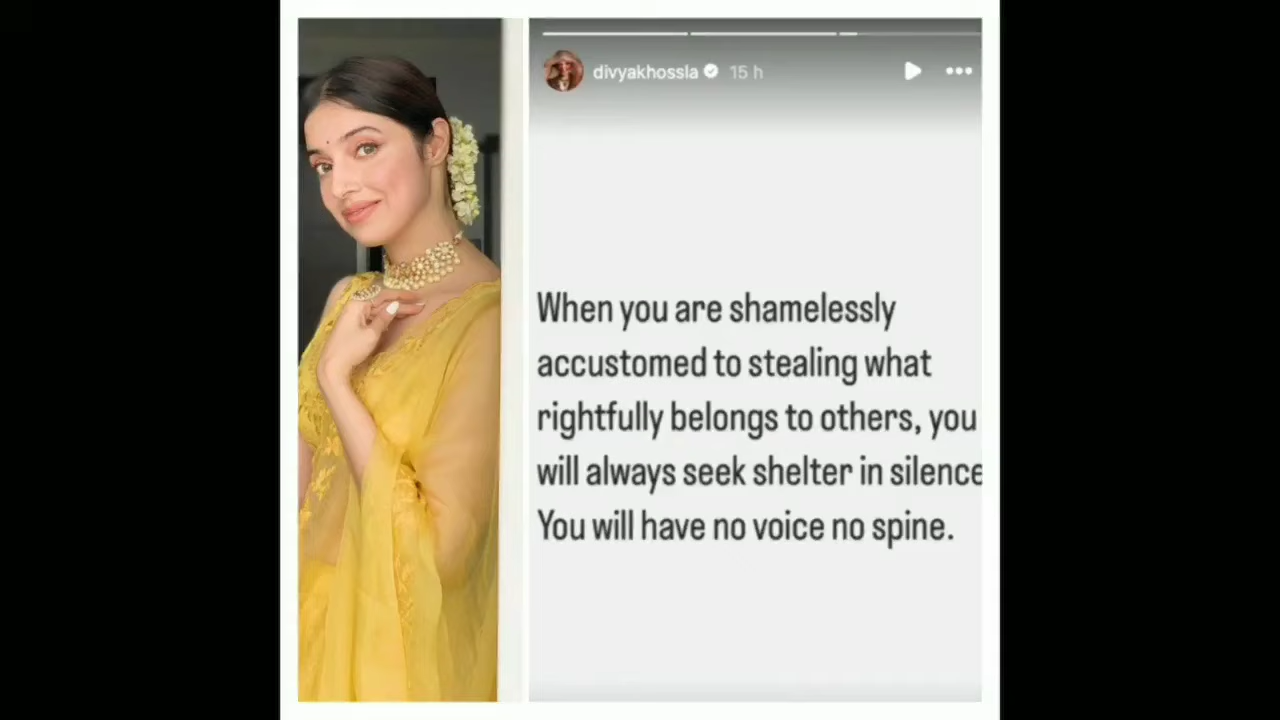 divyakhossla 15 h
When you are shamelessly
accustomed to stealing what
rightfully belongs to others, you
will always seek shelter in silence
You will have no voice no spine.